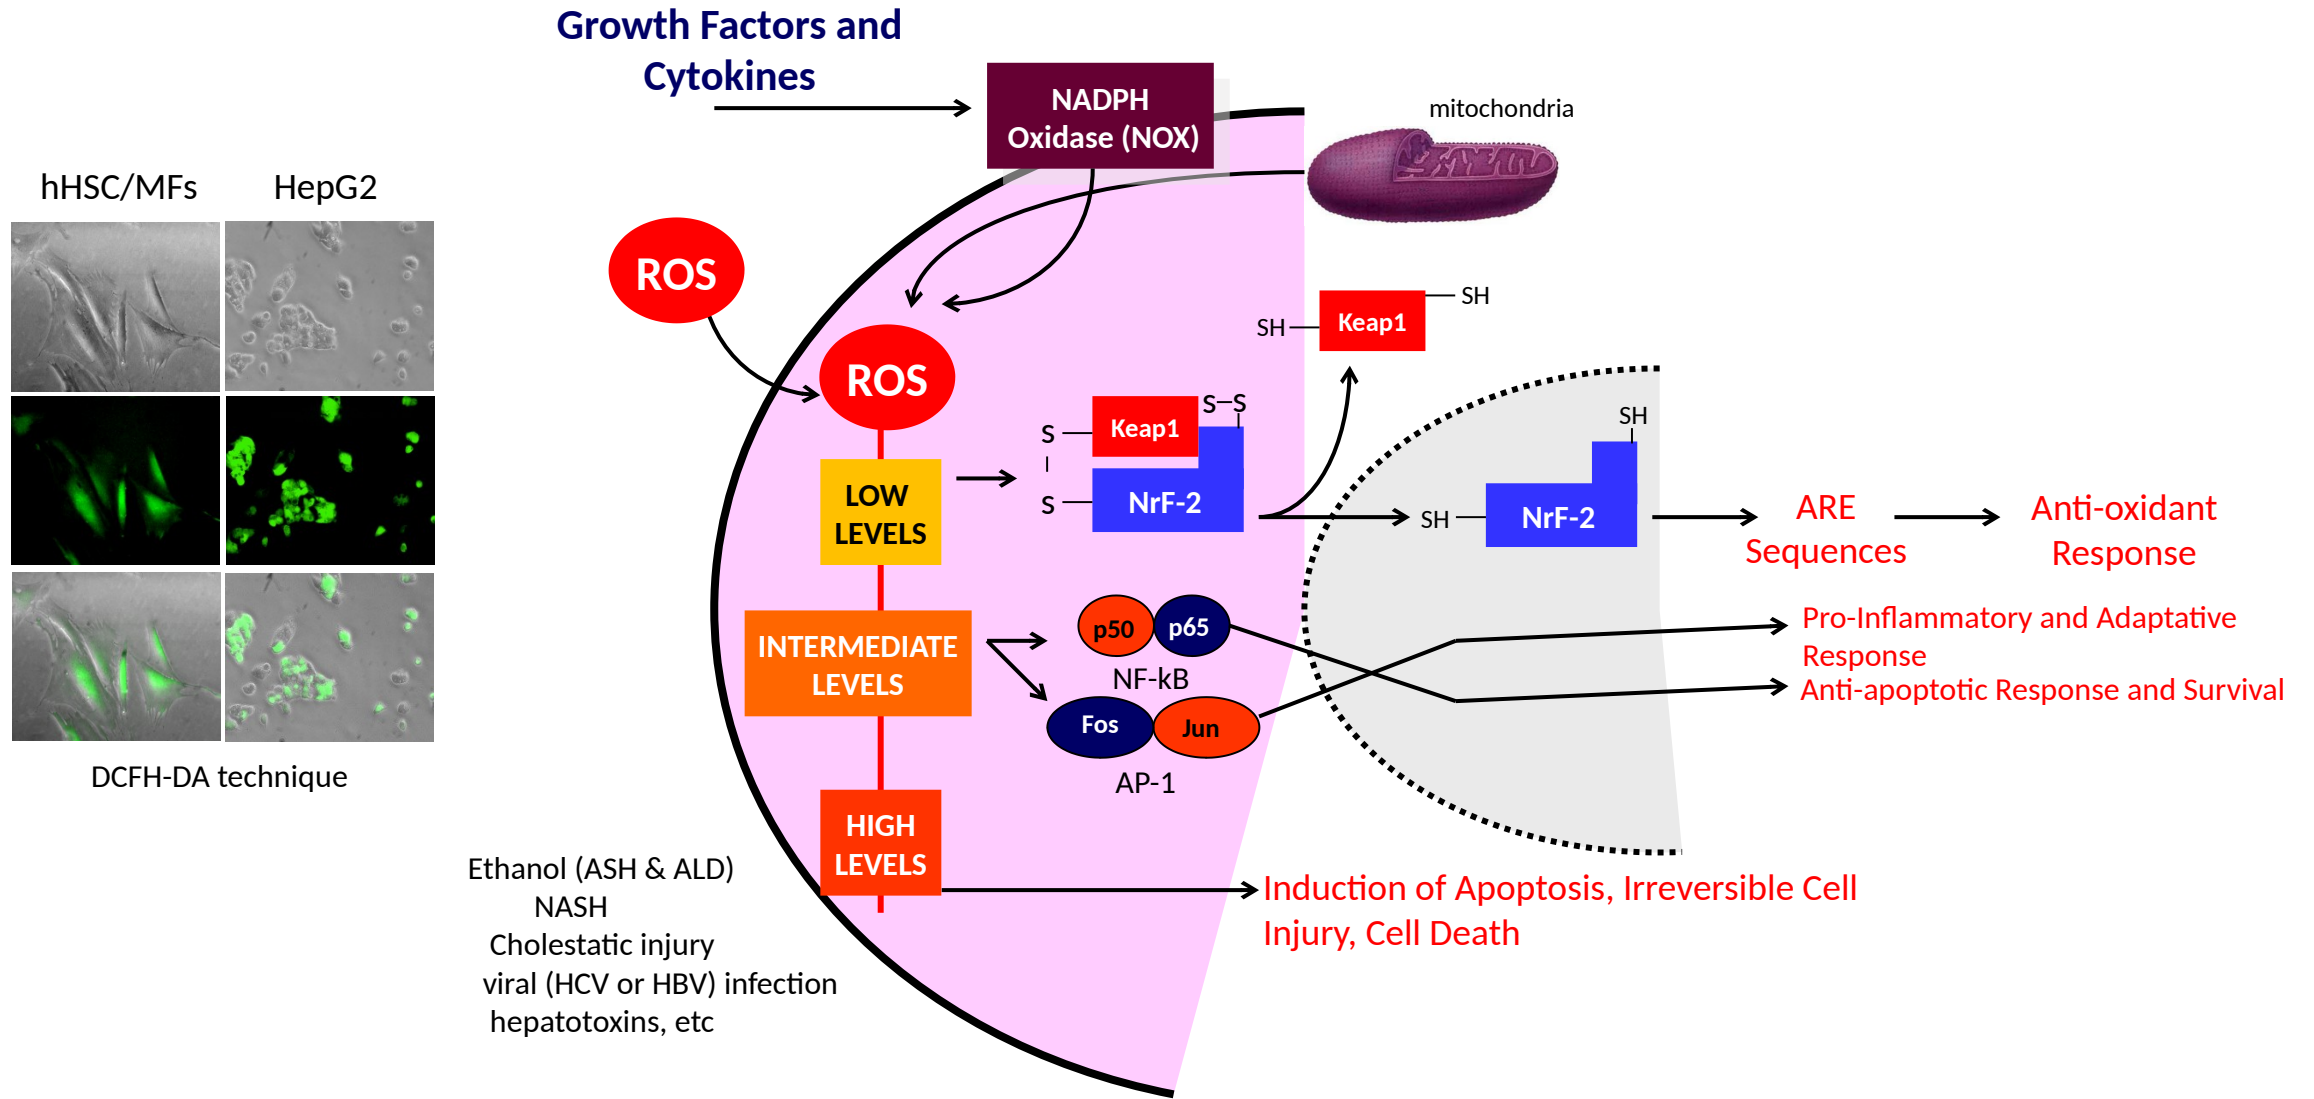 Growth Factors and
Cytokines
NADPH
Oxidase (NOX)
mitochondria
hHSC/MFs
HepG2
ROS
ROS
SH
Keap1
SH
S
S
Keap1
S
S
NrF-2
LOW
LEVELS
SH
SH
NrF-2
ARE
Sequences
Anti-oxidant
Response
INTERMEDIATE
LEVELS
p50
p65
NF-kB
Fos
Jun
AP-1
Pro-Inflammatory and Adaptative
Response
Anti-apoptotic Response and Survival
DCFH-DA technique
HIGH
LEVELS
Induction of Apoptosis, Irreversible Cell
Injury, Cell Death
Ethanol (ASH & ALD)
NASH
Cholestatic injury
viral (HCV or HBV) infection
hepatotoxins, etc